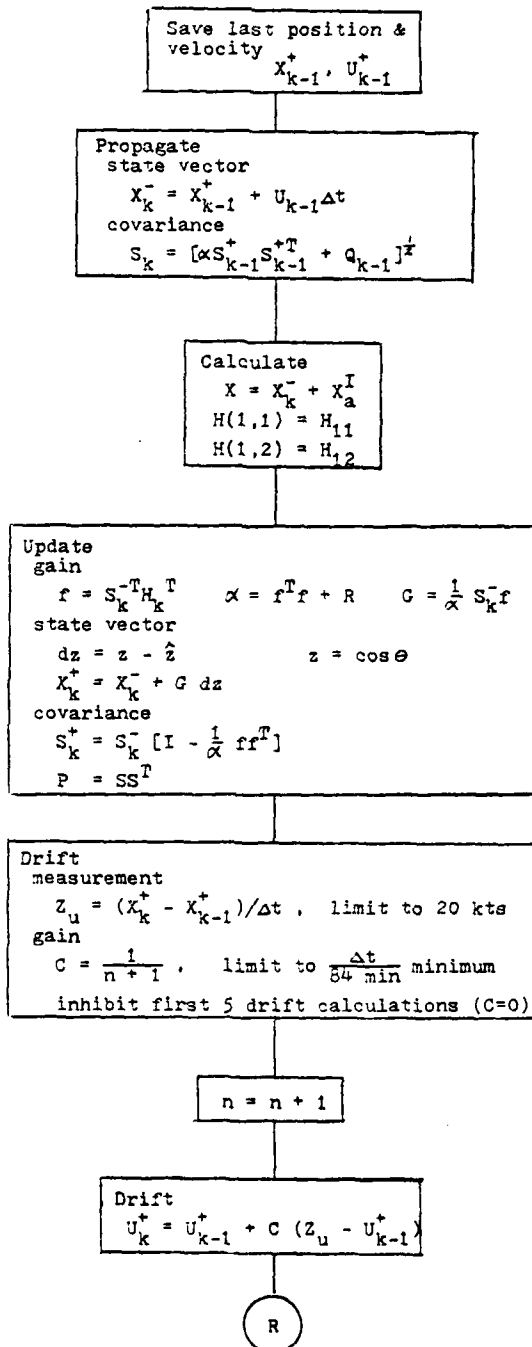 Save last position &
velocity
X⁺ₖ₋₁, U⁺ₖ₋₁
Propagate
state vector
X⁻ₖ = X⁺ₖ₋₁ + Uₖ₋₁Δt
covariance
Sₖ = [αS⁺ₖ₋₁S⁺ᵀₖ₋₁ + Qₖ₋₁]^½
Calculate
X = X⁻ₖ + Xᴵₐ
H(1,1) = H₁₁
H(1,2) = H₁₂
Update
gain
f = S⁻ᵀₖHₖᵀ α = fᵀf + R G = 1/α S⁻ₖf
state vector
dz = z - ẑ z = cosθ
X⁺ₖ = X⁻ₖ + G dz
covariance
S⁺ₖ = S⁻ₖ [I - 1/α ffᵀ]
P = SSᵀ
Drift
measurement
Zᵤ = (X⁺ₖ - X⁺ₖ₋₁)/Δt , limit to 20 kts
gain
C = 1/(n + 1) , limit to Δt/84 min minimum
inhibit first 5 drift calculations (C=0)
n = n + 1
Drift
U⁺ₖ = U⁺ₖ₋₁ + C (Zᵤ - U⁺ₖ₋₁)
R